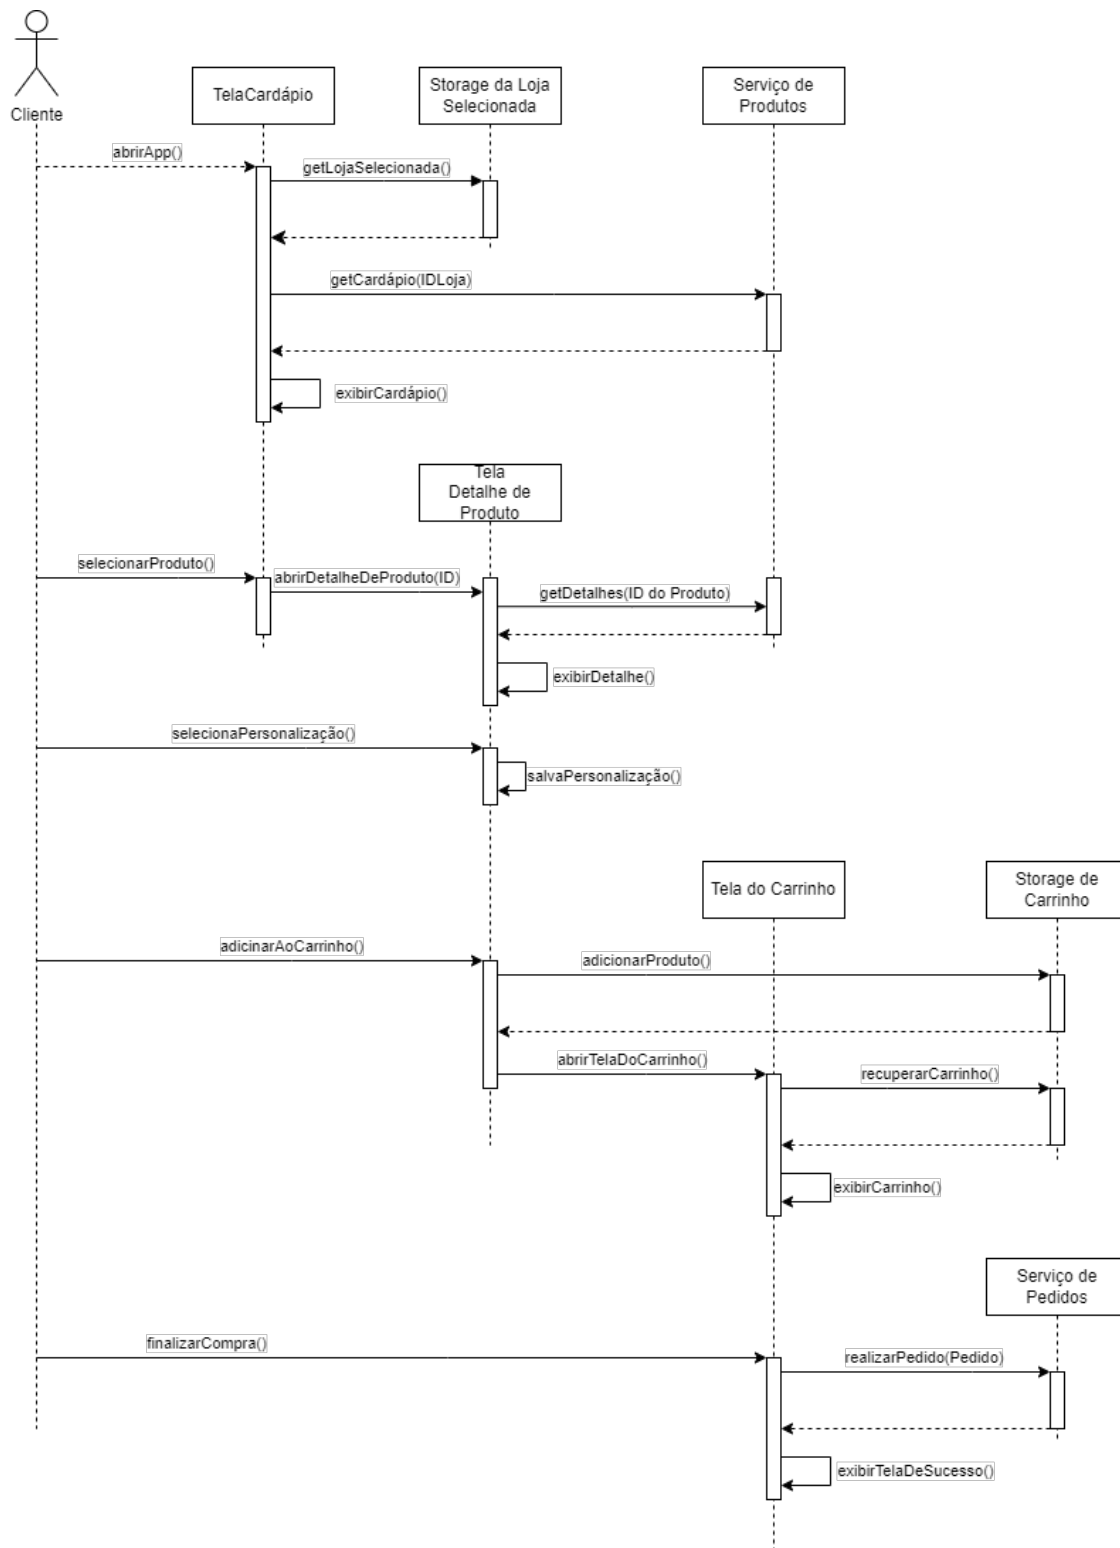 Cliente
TelaCardápio
Storage da Loja
Selecionada
Serviço de
Produtos
abrirApp()
getLojaSelecionada()
getCardápio(IDLoja)
exibirCardápio()
Tela
Detalhe de
Produto
selecionarProduto()
abrirDetalheDeProduto(ID)
getDetalhes(ID do Produto)
exibirDetalhe()
selecionaPersonalização()
salvaPersonalização()
Tela do Carrinho
Storage de
Carrinho
adicinarAoCarrinho()
adicionarProduto()
abrirTelaDoCarrinho()
recuperarCarrinho()
exibirCarrinho()
Serviço de
Pedidos
finalizarCompra()
realizarPedido(Pedido)
exibirTelaDeSucesso()